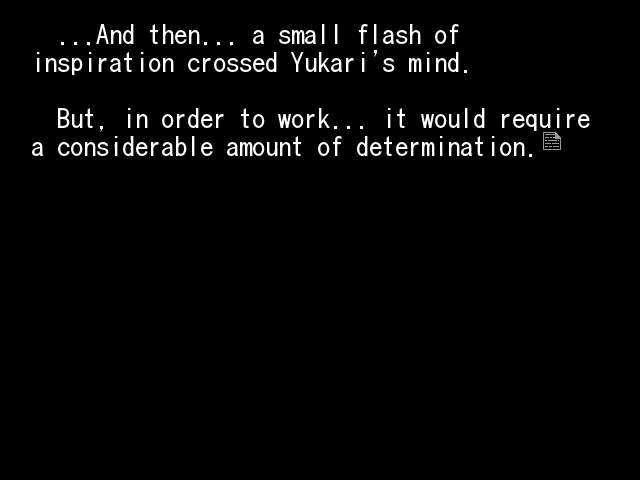 ...And then... a small flash of
inspiration crossed Yukari's mind.
But, in order to work... it would require
a considerable amount of determination.